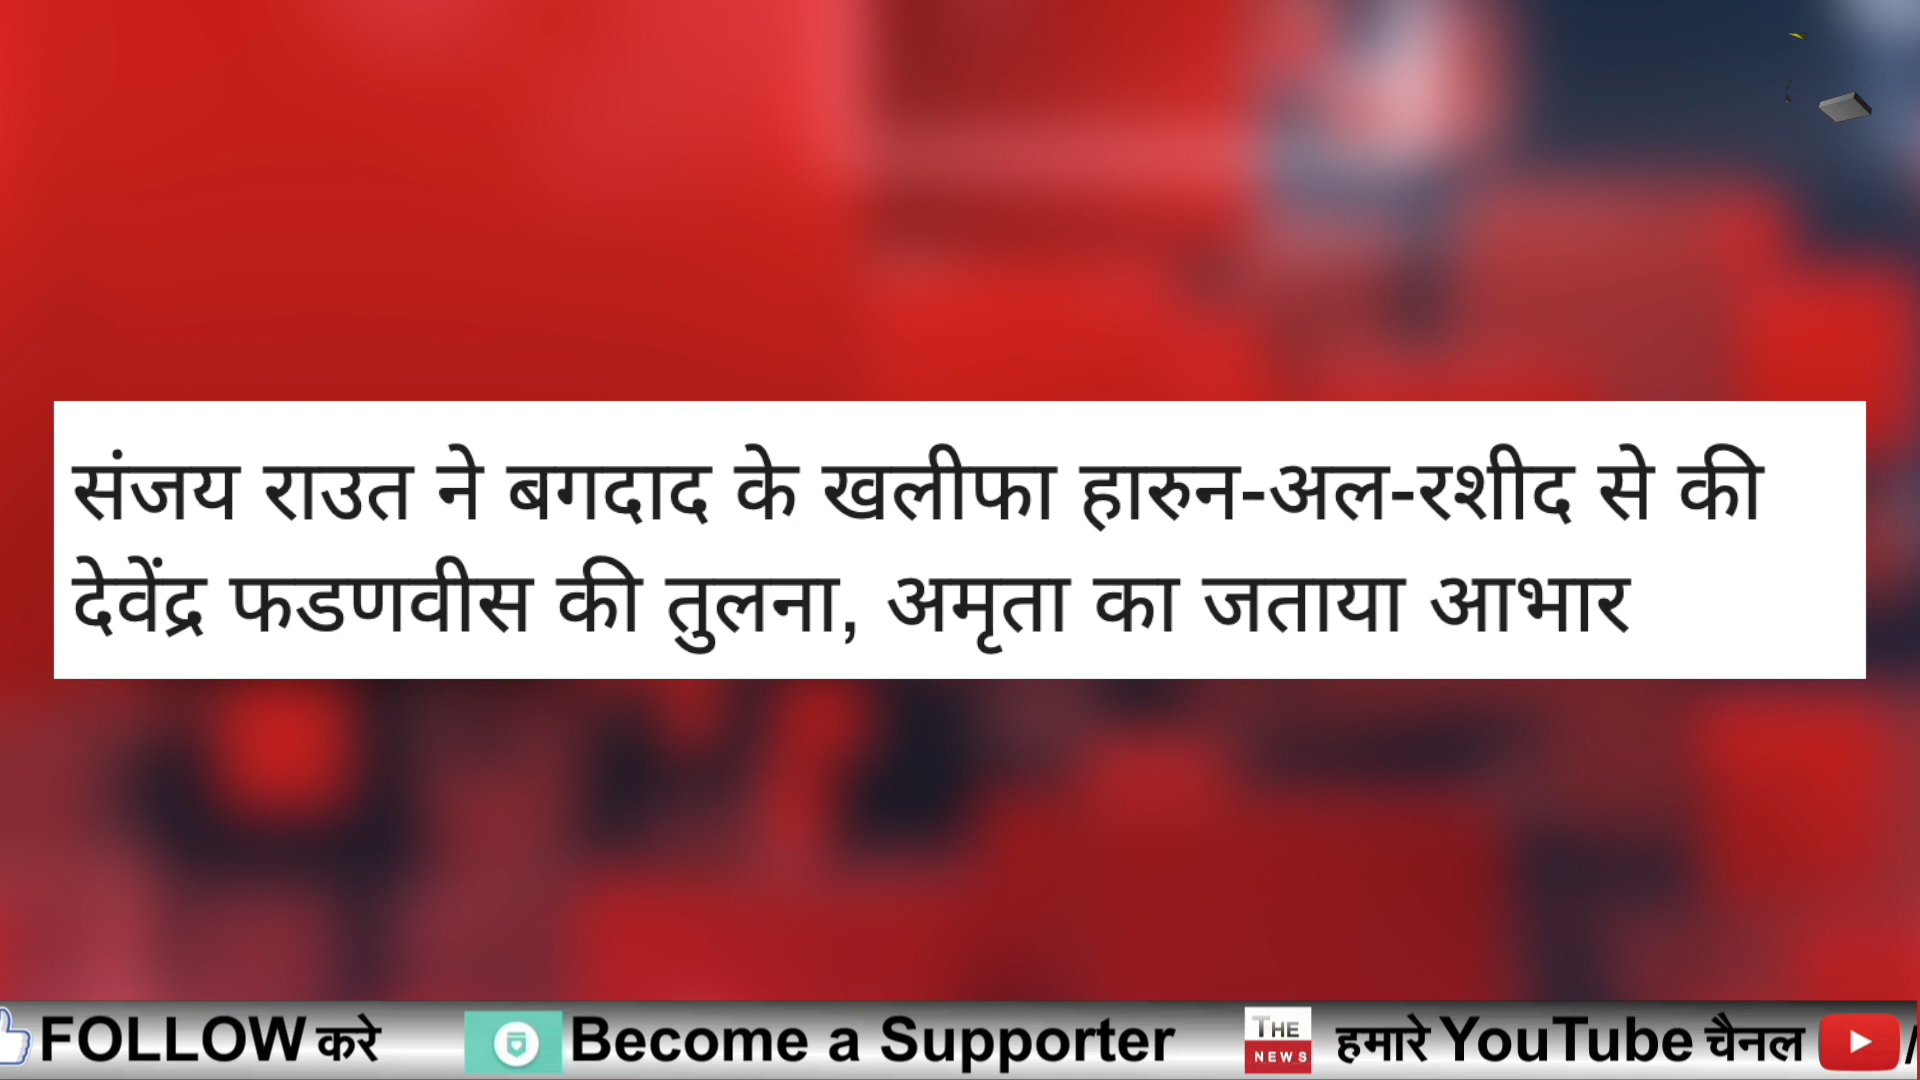 संजय राउत ने बगदाद के खलीफा हारुन-अल-रशीद से की
देवेंद्र फडणवीस की तुलना, अमृता का जताया आभार
FOLLOW करे Become a Supporter THE NEWS हमारे YouTube चैनल /